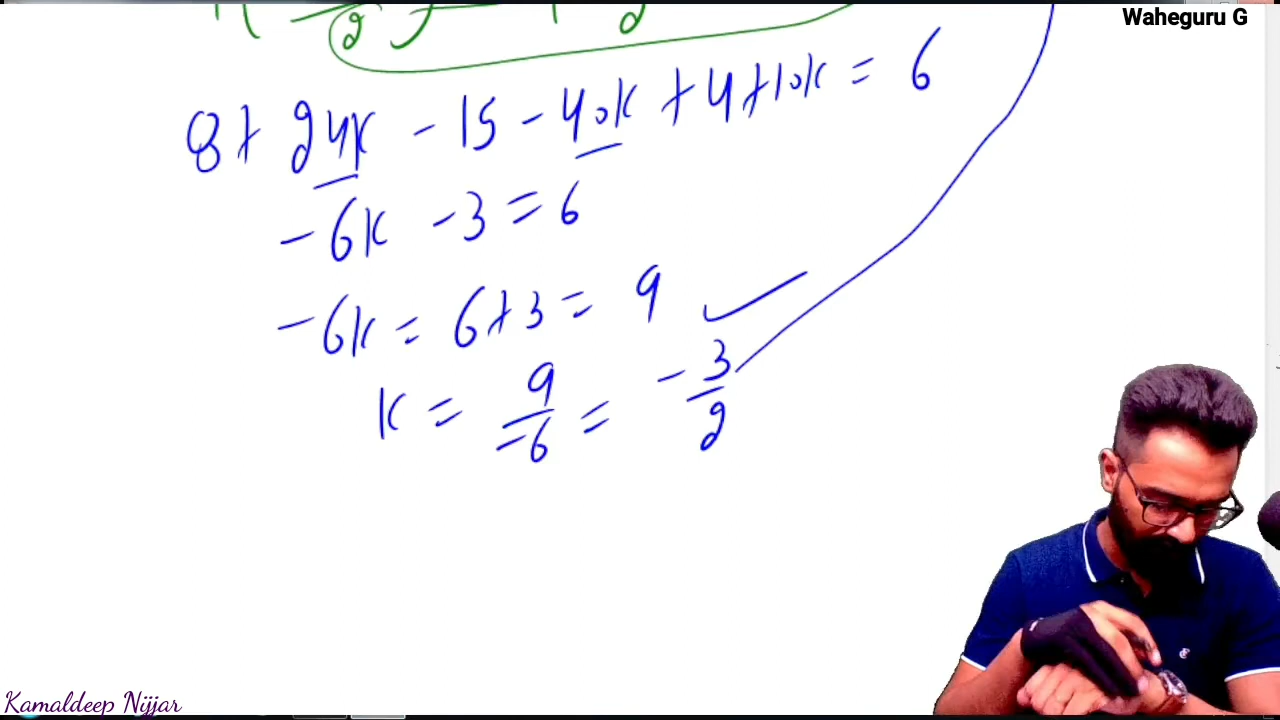 Waheguru G
8 + 24k - 15 - 40k + 4 + 10k = 6
-6k - 3 = 6
-6k = 6 + 3 = 9
k = 9/-6 = -3/2
Kamaldeep Nijjar